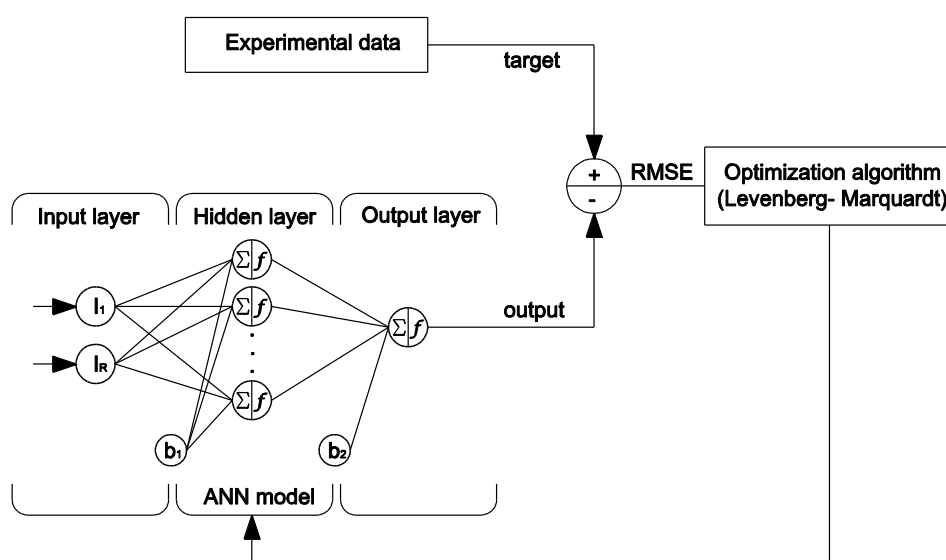 Experimental data
target
+
-
RMSE
Optimization algorithm
(Levenberg- Marquardt)
Input layer
Hidden layer
Output layer
Σ f
I₁
Σ f
output
Σ f
I_R
Σ f
b₁
b₂
ANN model